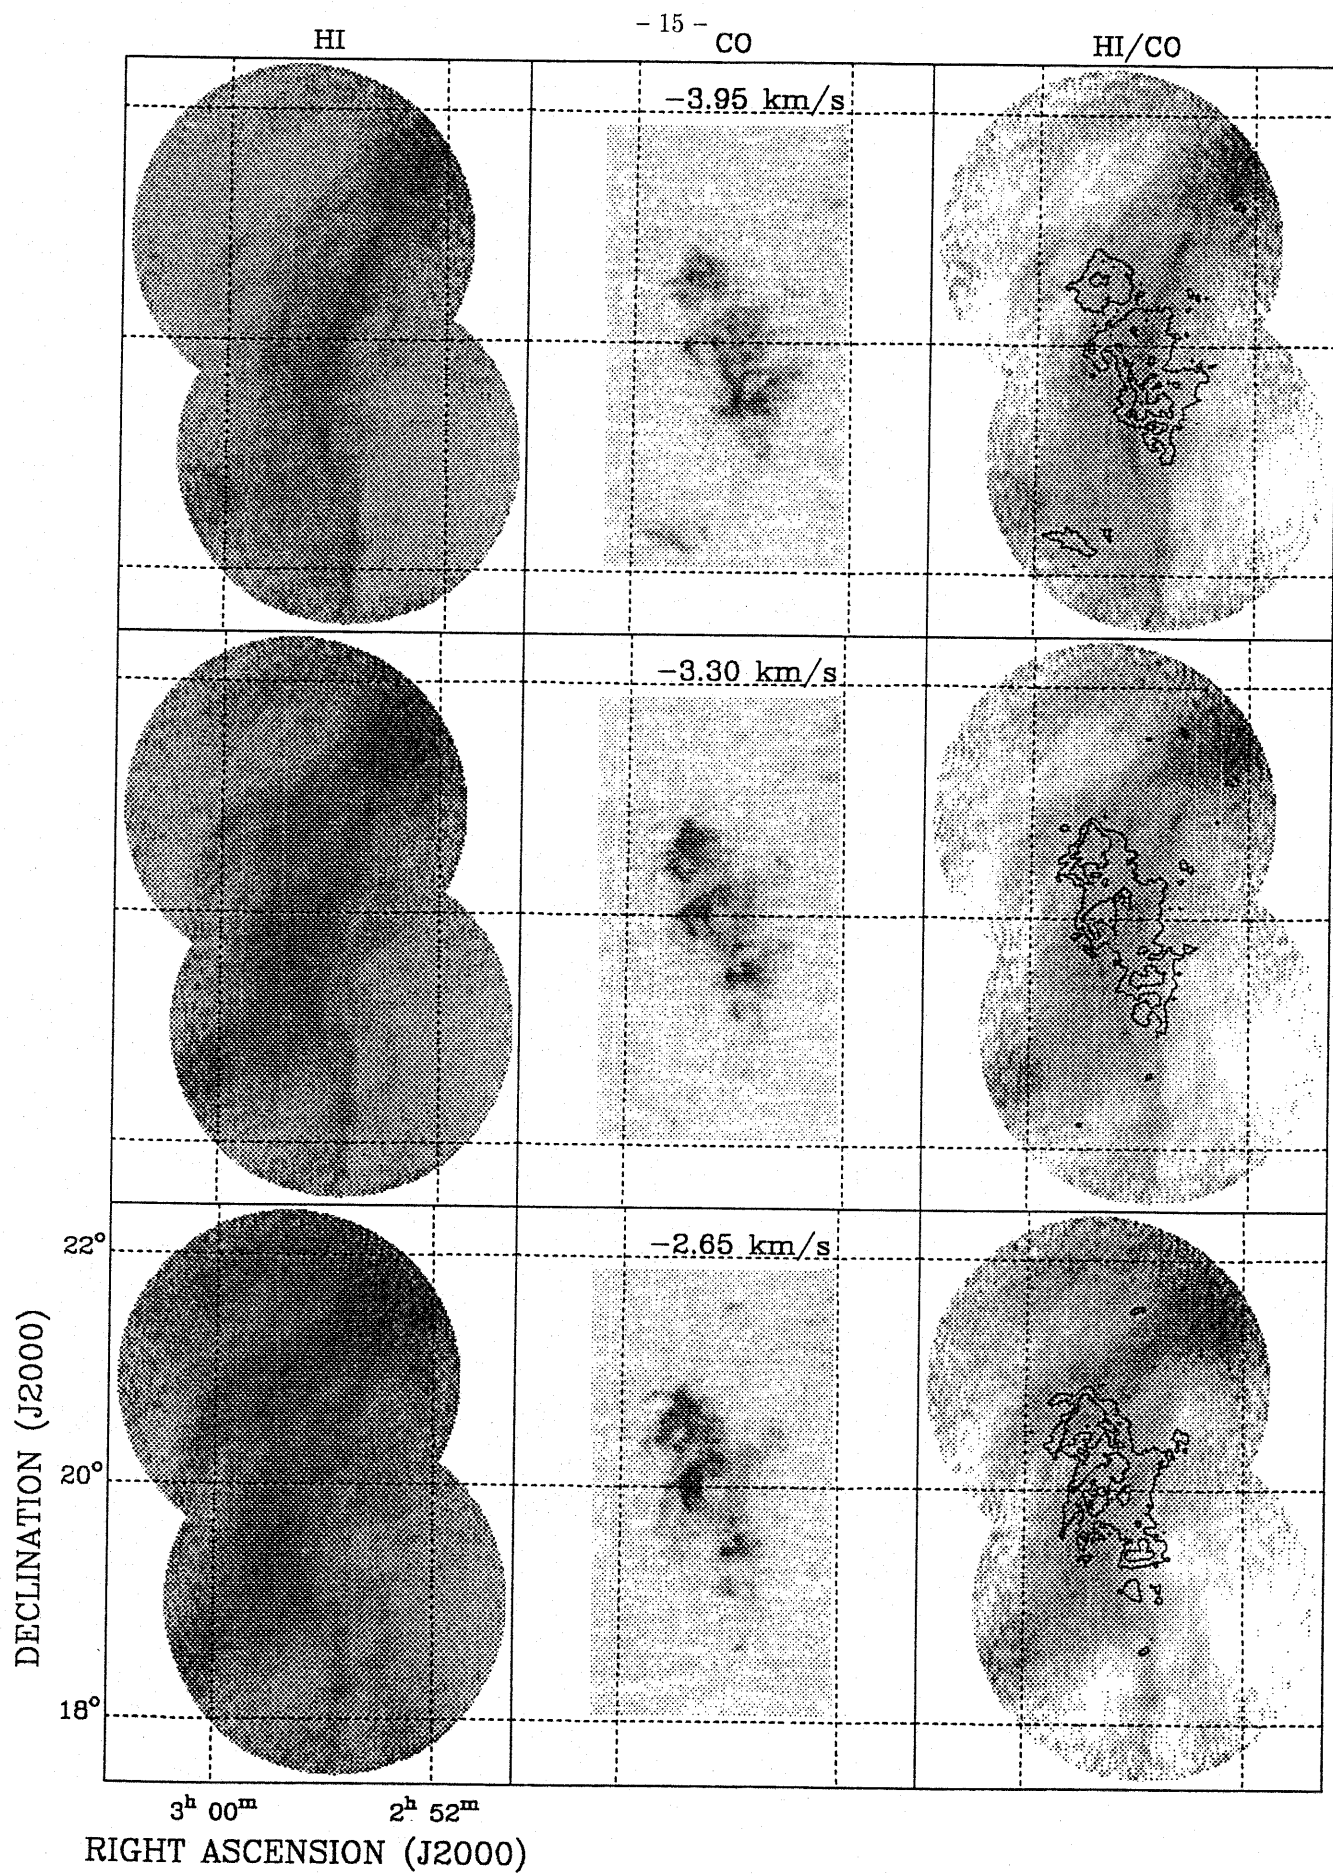 – 15 –
HI CO HI/CO
−3.95 km/s
−3.30 km/s
−2.65 km/s
22°
20°
18°
DECLINATION (J2000)
3ʰ 00ᵐ 2ʰ 52ᵐ
RIGHT ASCENSION (J2000)